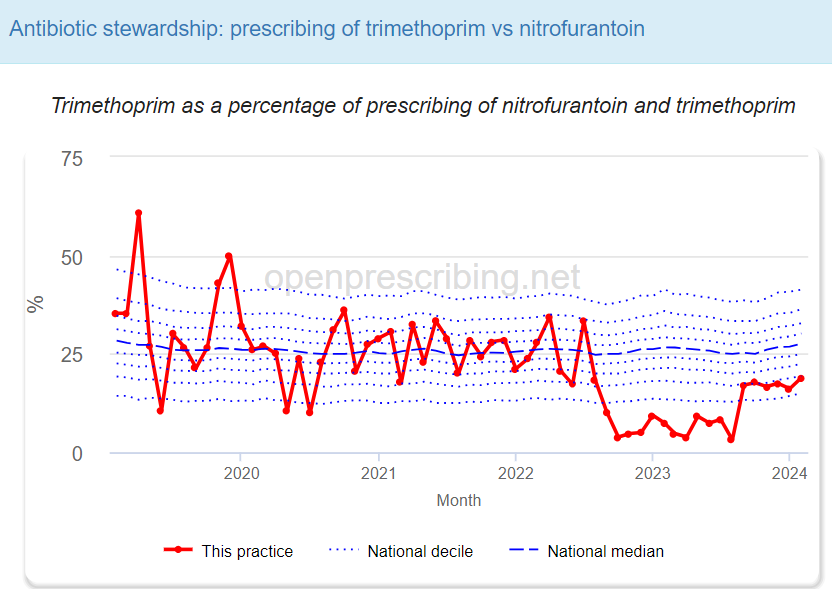 Antibiotic stewardship: prescribing of trimethoprim vs nitrofurantoin
Trimethoprim as a percentage of prescribing of nitrofurantoin and trimethoprim
75
50
25
0
%
openprescribing.net
2020 2021 2022 2023 2024
Month
This practice National decile National median